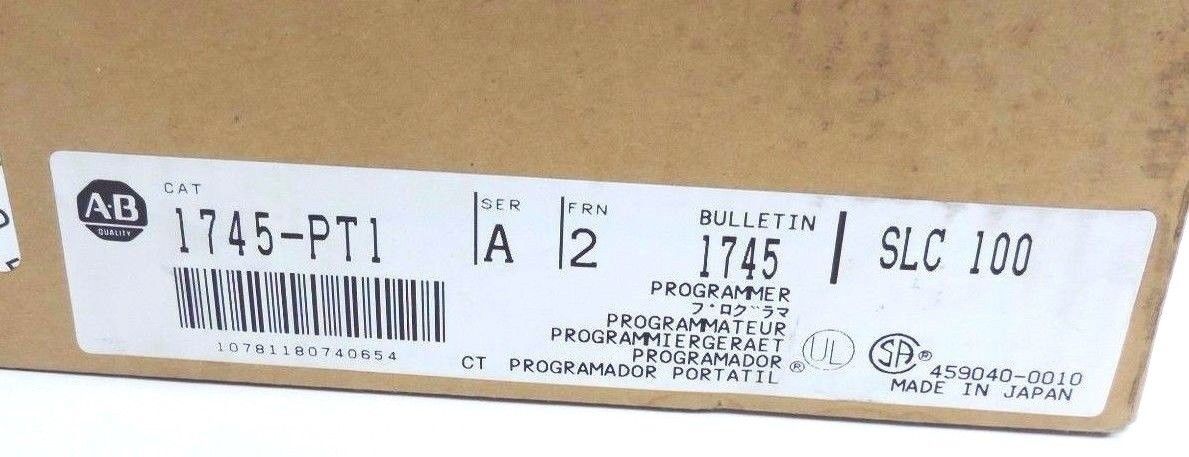 A-B
QUALITY
CAT
1745-PT1
SER
A
FRN
2
BULLETIN
1745
SLC 100
10781180740654
PROGRAMMER
プ゜ログ゛ラマ
PROGRAMMATEUR
PROGRAMMIERGERAET
PROGRAMADOR
CT PROGRAMADOR PORTATIL
UL ®
SA ®
459040-0010
MADE IN JAPAN